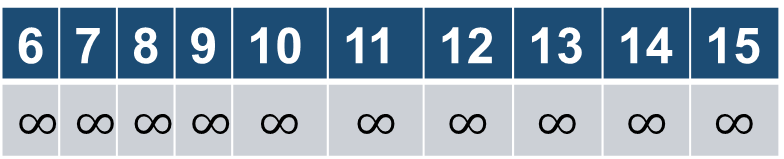 6 7 8 9 10 11 12 13 14 15
∞ ∞ ∞ ∞ ∞ ∞ ∞ ∞ ∞ ∞